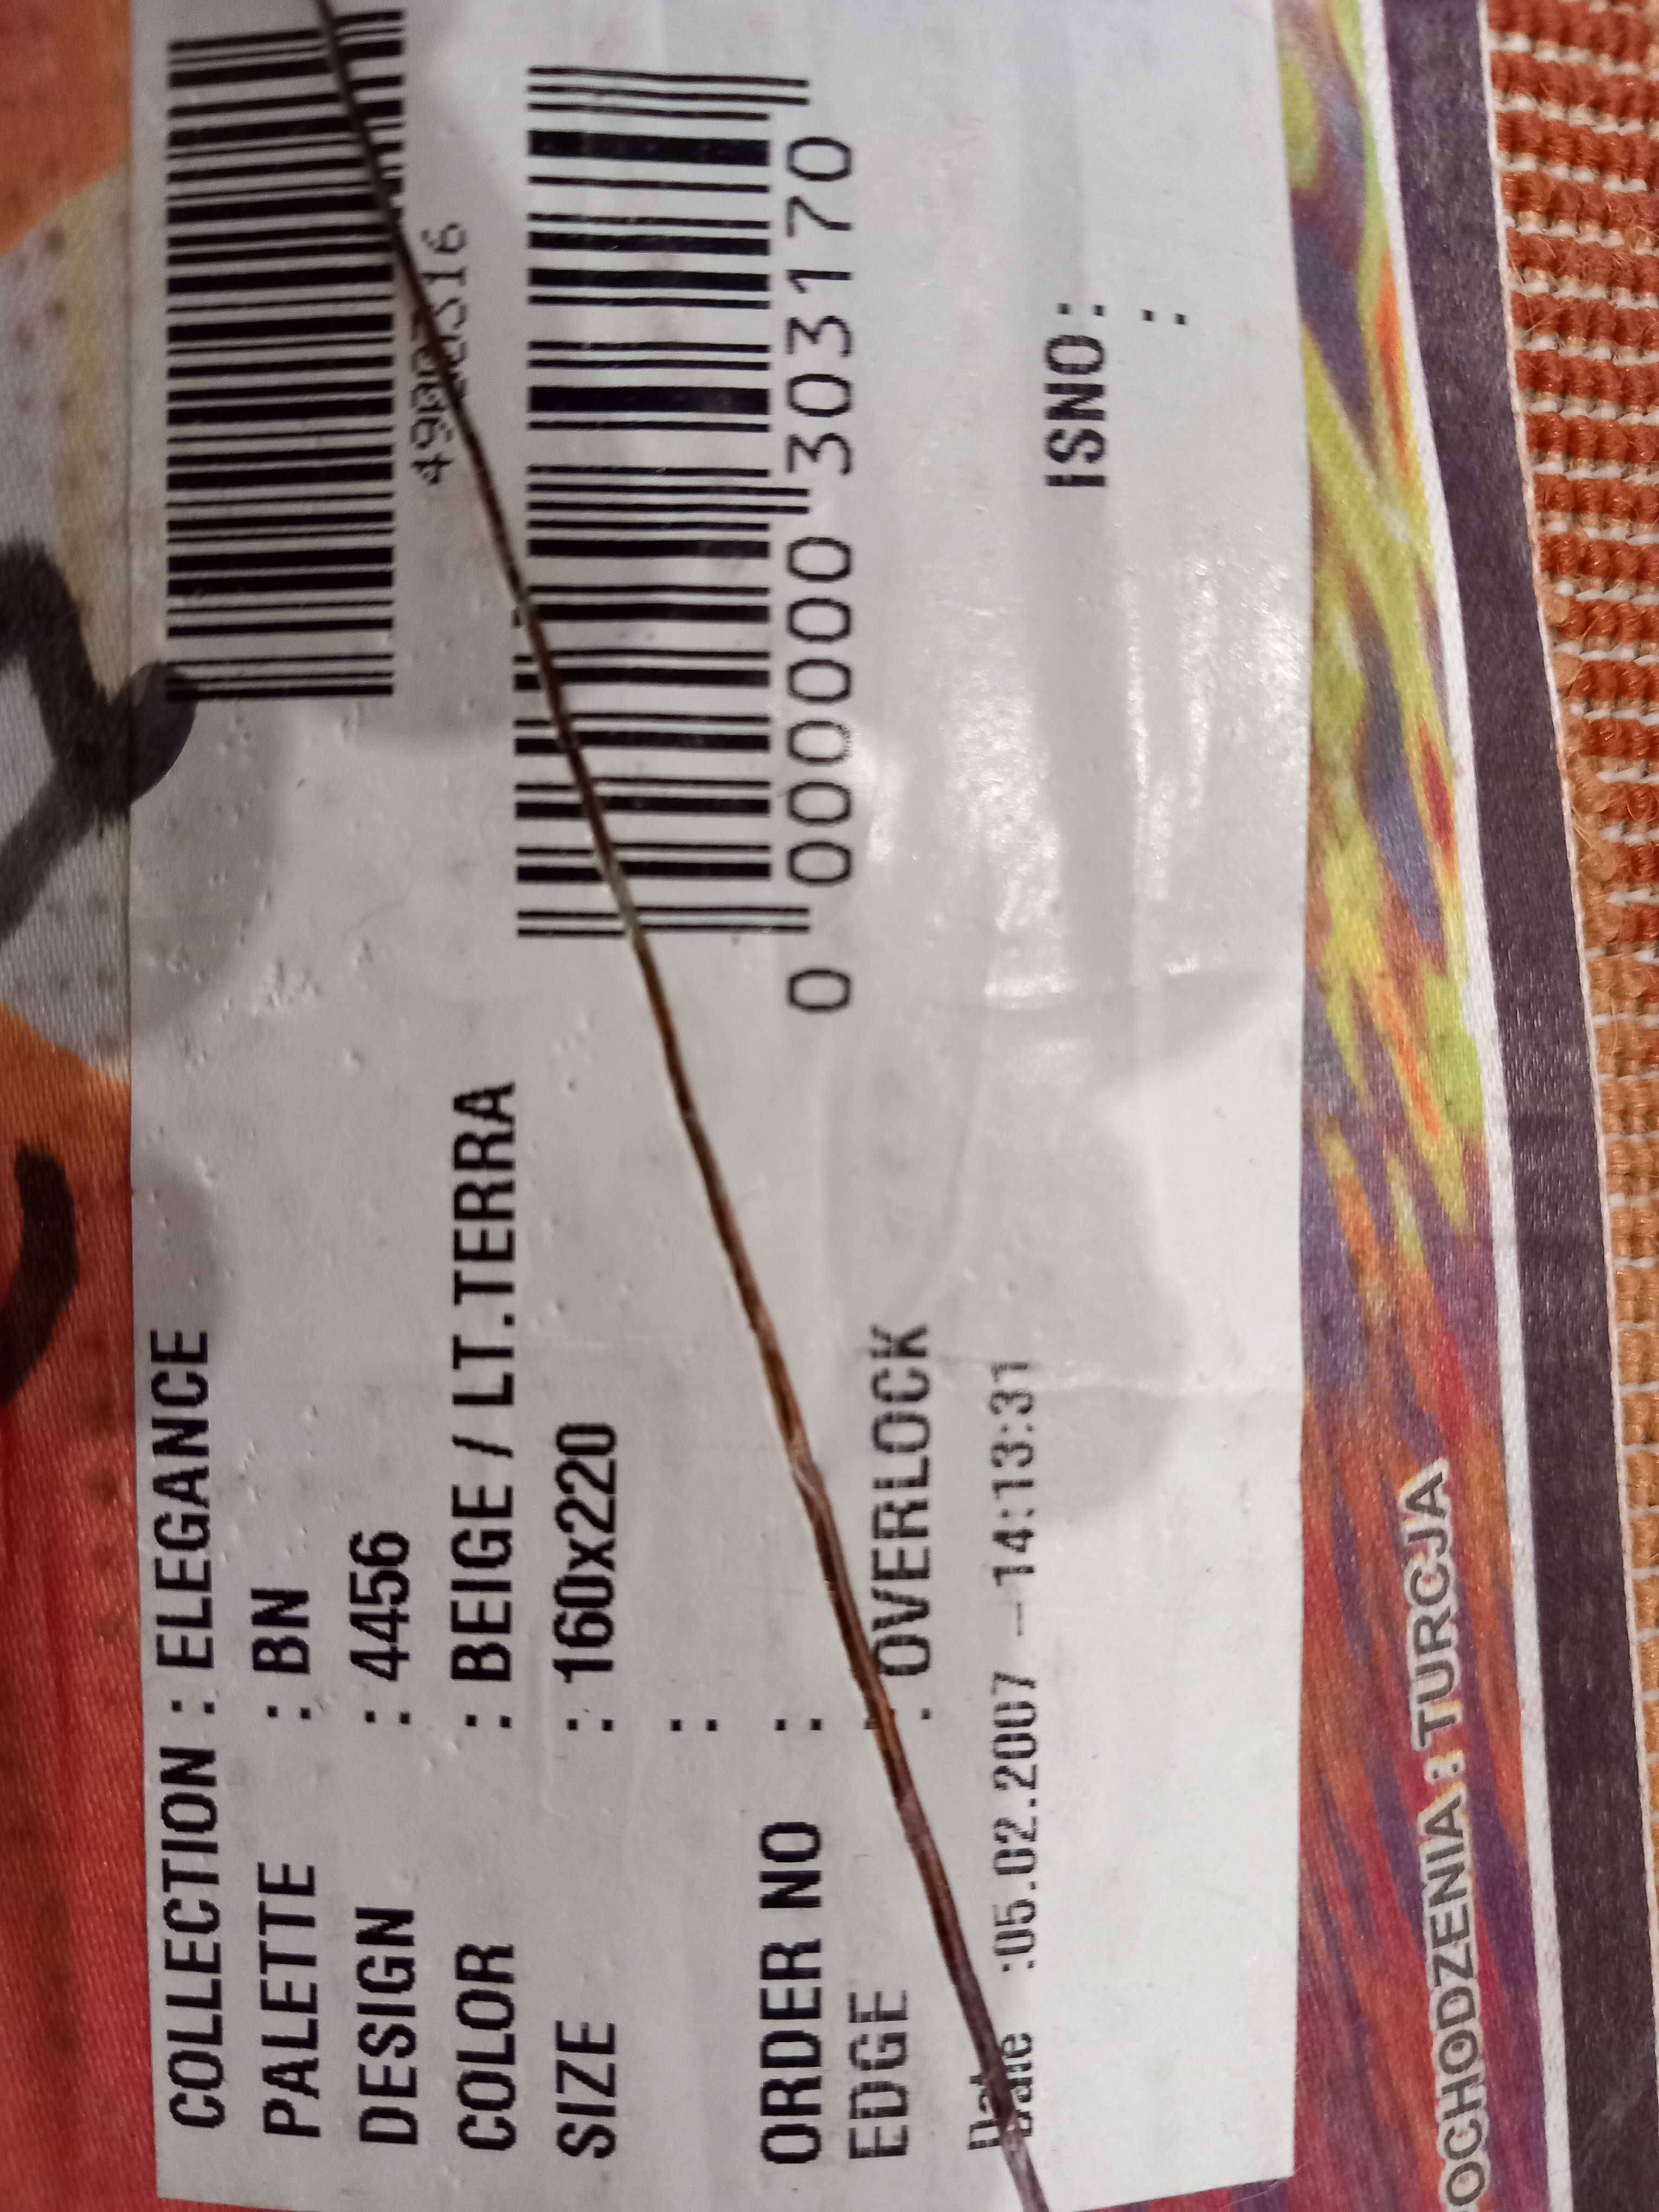 COLLECTION : ELEGANCE
PALETTE : BN
DESIGN : 4456
COLOR : BEIGE / LT.TERRA
SIZE : 160x220
:
ORDER NO :
EDGE : OVERLOCK
Date :05.02.2007 -14:13:31
0 000000 303170
ISNO :
:
OCHODZENIA : TURCJA